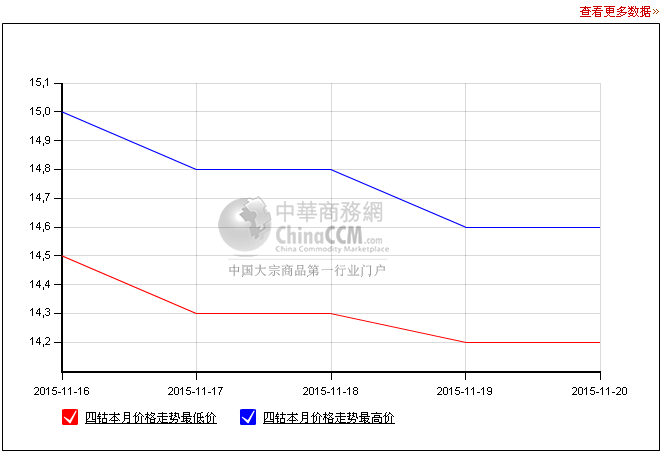 查看更多数据»
15,1
15,0
14,9
14,8
14,7
14,6
14,5
14,4
14,3
14,2
中華商務網
ChinaCCM.com
China Commodity Marketplace
中国大宗商品第一行业门户
2015-11-16 2015-11-17 2015-11-18 2015-11-19 2015-11-20
四钴本月价格走势最低价 四钴本月价格走势最高价